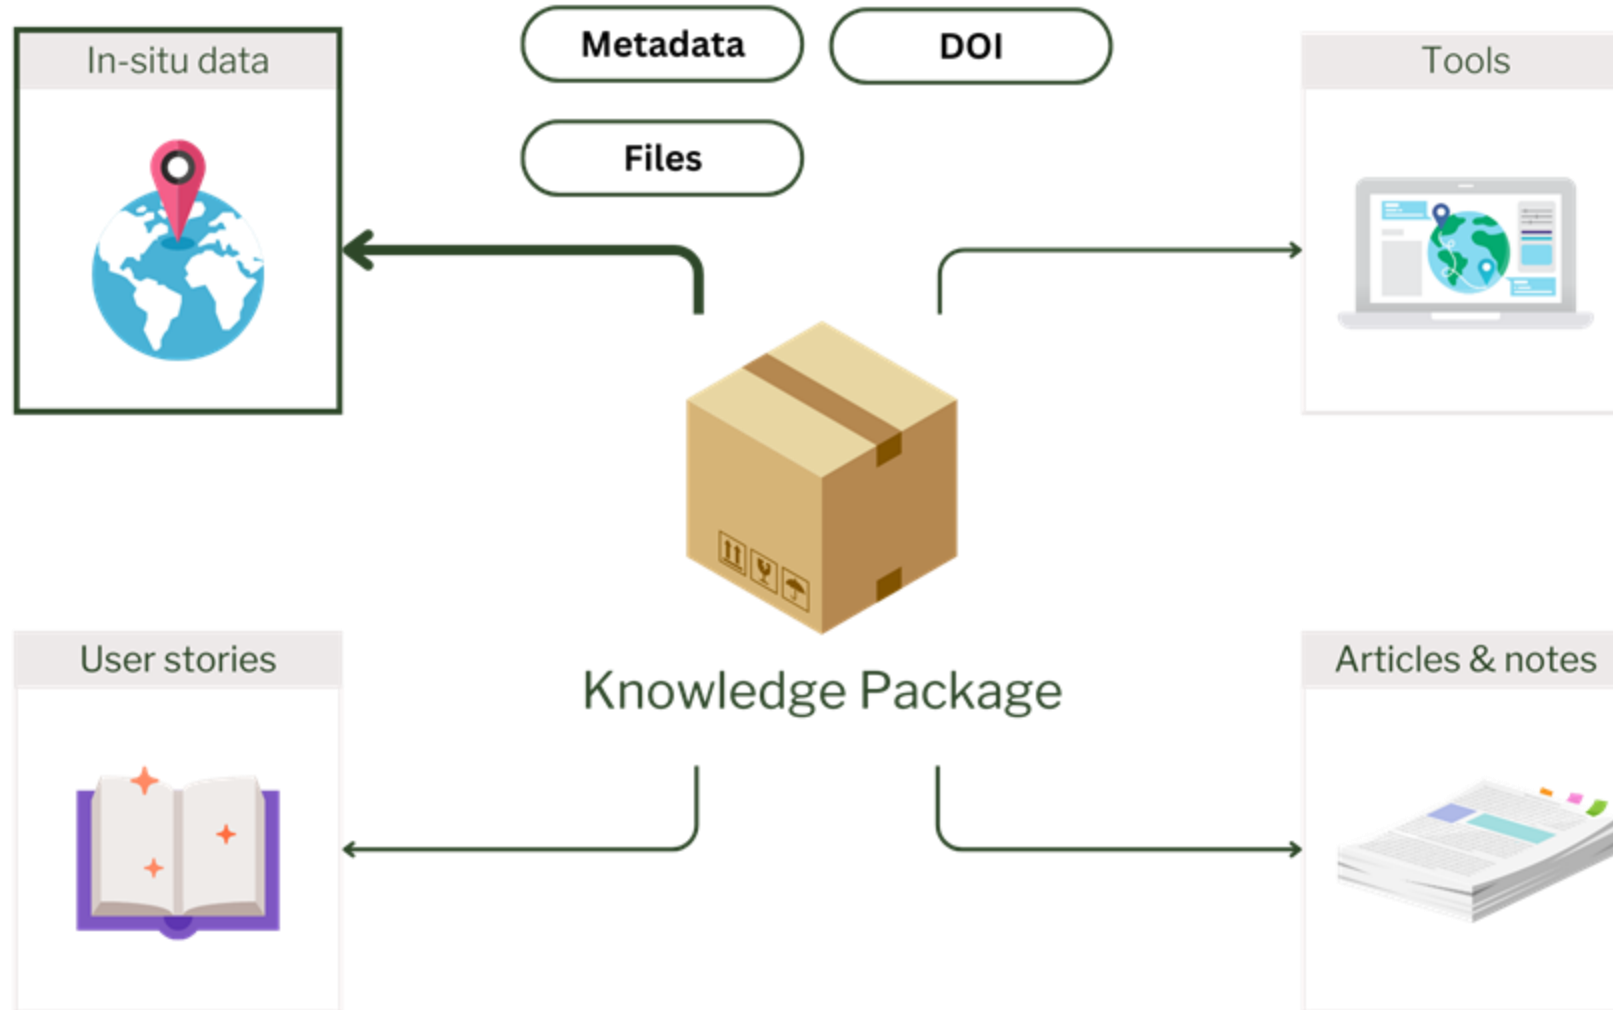 In-situ data
Metadata
DOI
Tools
Files
Knowledge Package
User stories
Articles & notes